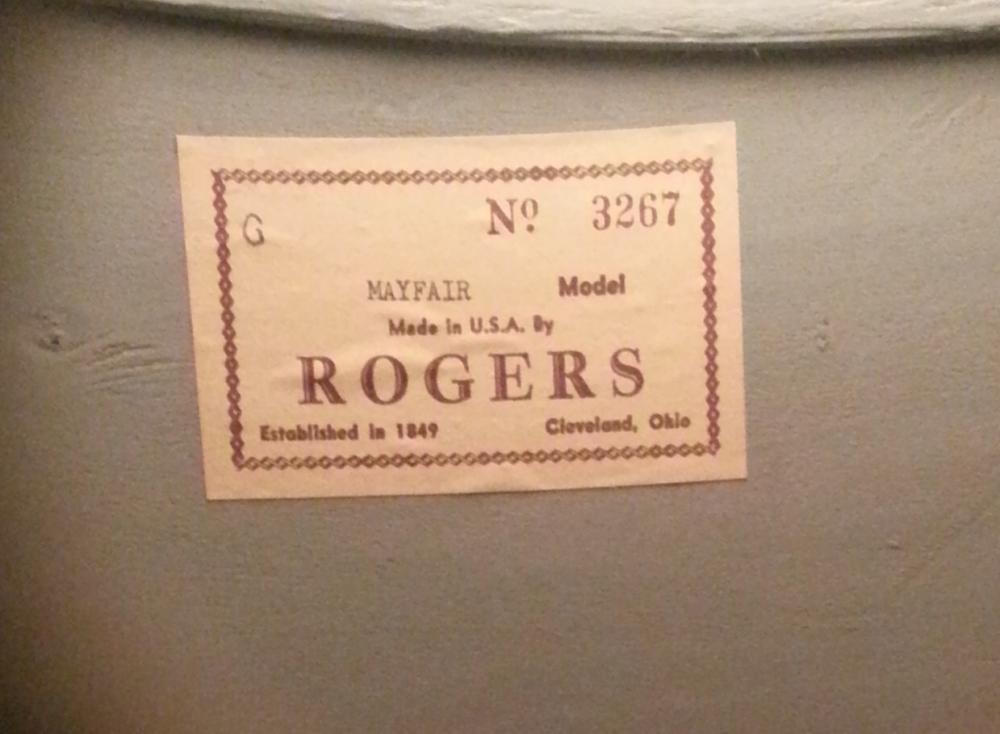 G Nº 3267
MAYFAIR Model
Made in U.S.A. By
ROGERS
Established in 1849 Cleveland, Ohio